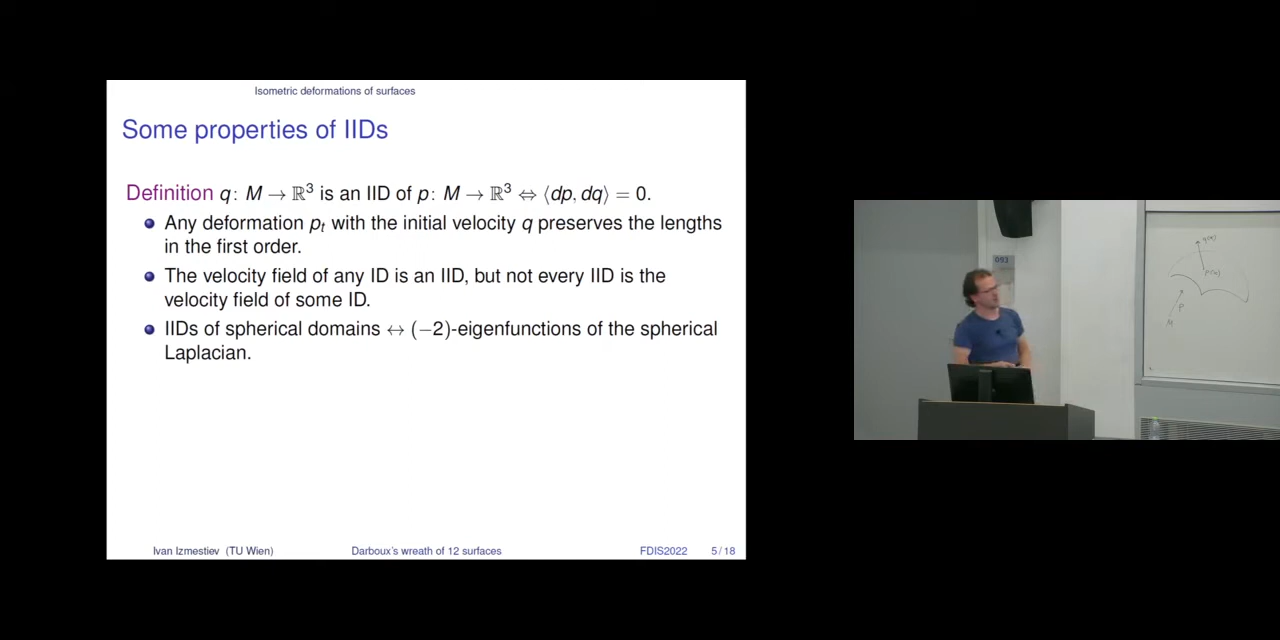 Isometric deformations of surfaces
Some properties of IIDs
Definition q: M → ℝ³ is an IID of p: M → ℝ³ ⇔ ⟨dp, dq⟩ = 0.
Any deformation pₜ with the initial velocity q preserves the lengths
in the first order.
The velocity field of any ID is an IID, but not every IID is the
velocity field of some ID.
IIDs of spherical domains ↔ (−2)-eigenfunctions of the spherical
Laplacian.
Ivan Izmestiev (TU Wien) Darboux's wreath of 12 surfaces FDIS2022 5 / 18
q(x)
p(x)
p
M